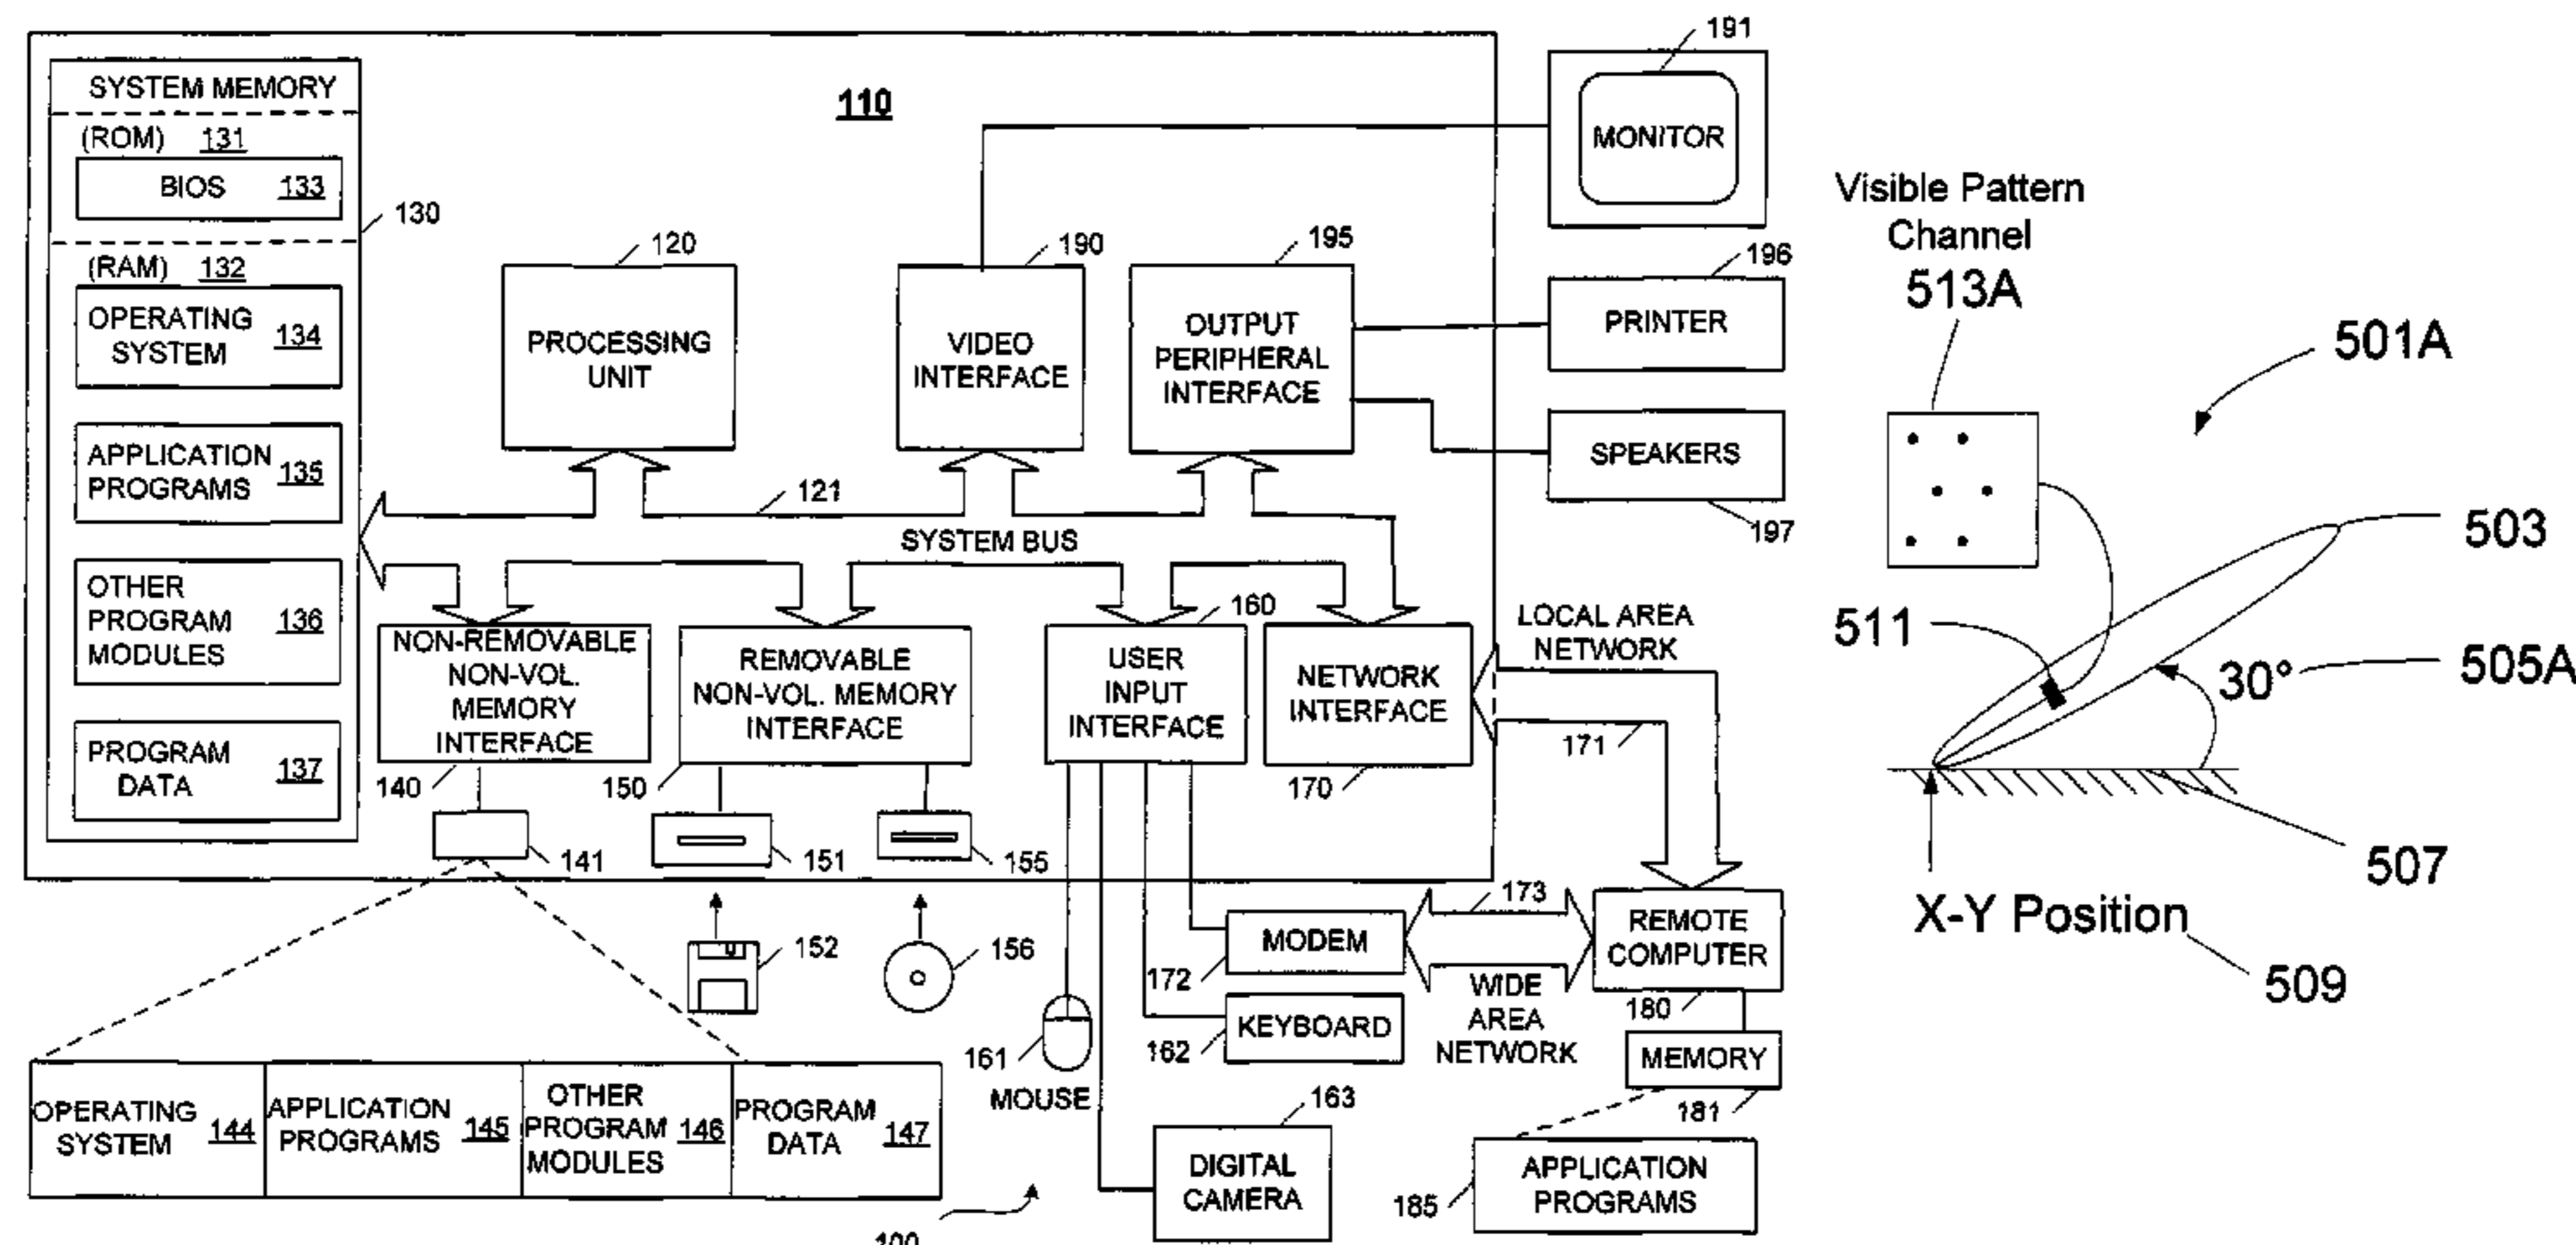 SYSTEM MEMORY
(ROM) 131
BIOS 133
130
(RAM) 132
OPERATING
SYSTEM 134
APPLICATION
PROGRAMS 135
OTHER
PROGRAM
MODULES 136
PROGRAM
DATA 137
110
120
PROCESSING
UNIT
190
VIDEO
INTERFACE
195
OUTPUT
PERIPHERAL
INTERFACE
191
MONITOR
196
PRINTER
SPEAKERS
197
121
SYSTEM BUS
NON-REMOVABLE
NON-VOL.
MEMORY
INTERFACE
140
REMOVABLE
NON-VOL. MEMORY
INTERFACE
150
160
USER
INPUT
INTERFACE
NETWORK
INTERFACE
170
LOCAL AREA
NETWORK
171
141
151
155
152
156
173
MODEM
172
REMOTE
COMPUTER
180
WIDE
AREA
NETWORK
KEYBOARD
162
161
MOUSE
MEMORY
181
163
DIGITAL
CAMERA
185
APPLICATION
PROGRAMS
OPERATING
SYSTEM 144
APPLICATION
PROGRAMS 145
OTHER
PROGRAM
MODULES 146
PROGRAM
DATA 147
100
Visible Pattern
Channel
513A
501A
503
511
30°
505A
507
X-Y Position
509